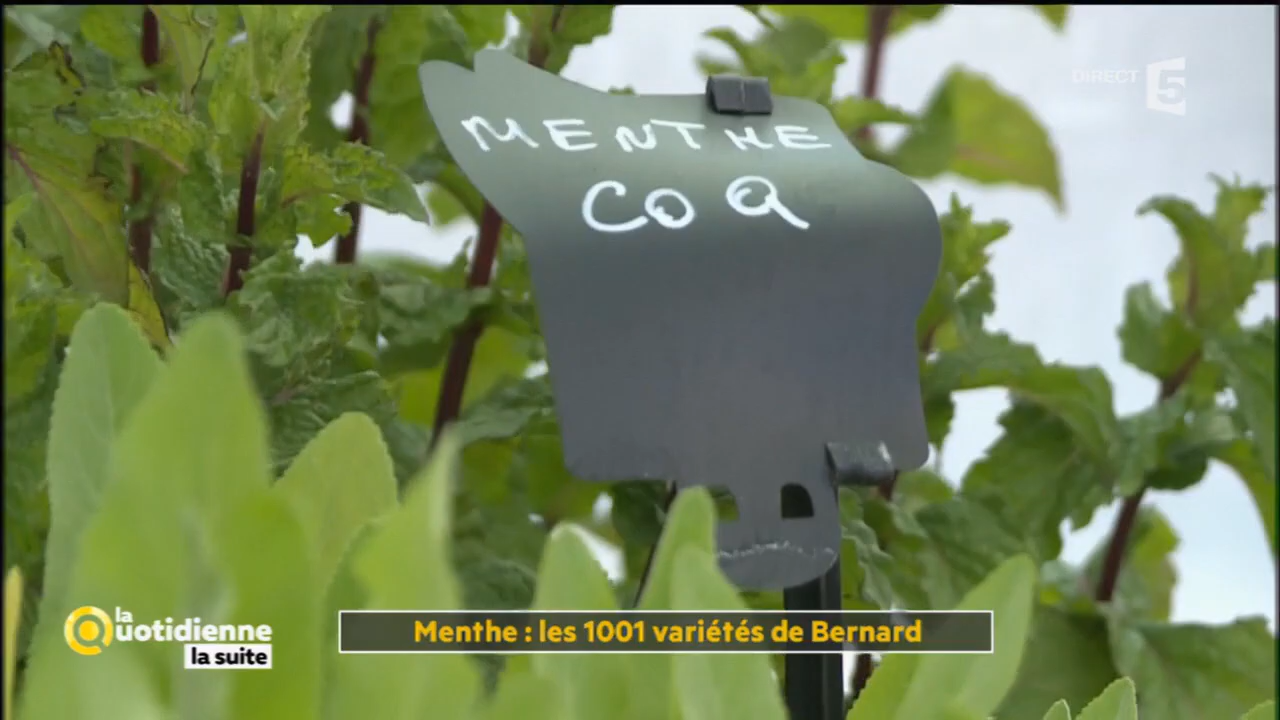 DIRECT 5
MENTHE
COQ
la
Quotidienne
la suite
Menthe : les 1001 variétés de Bernard